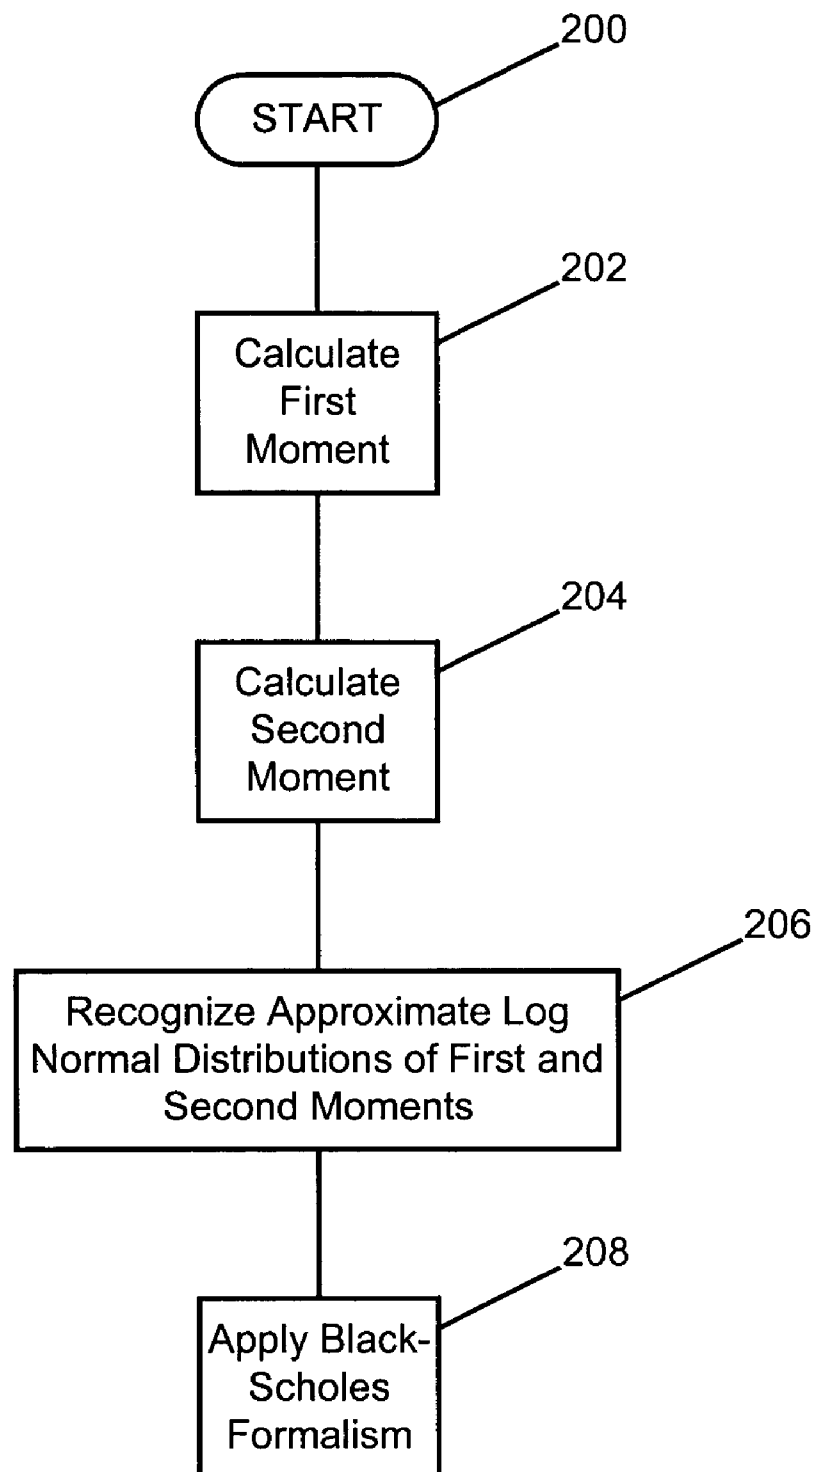 200
START
202
Calculate
First
Moment
204
Calculate
Second
Moment
206
Recognize Approximate Log
Normal Distributions of First and
Second Moments
208
Apply Black-
Scholes
Formalism